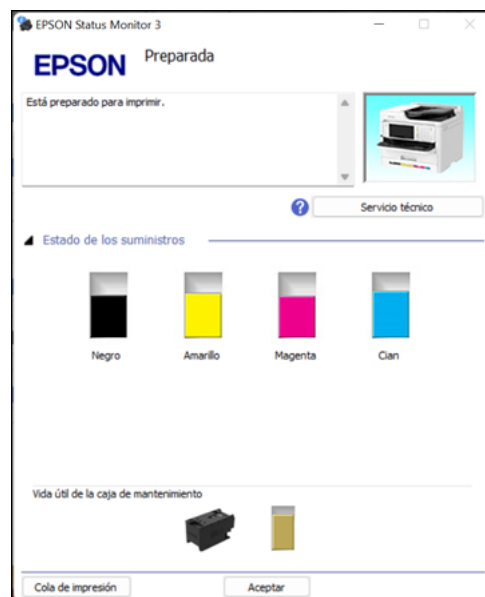 EPSON Status Monitor 3
EPSON
Preparada
Está preparado para imprimir.
Servicio técnico
Estado de los suministros
Negro
Amarillo
Magenta
Cian
Vida útil de la caja de mantenimiento
Cola de impresión
Aceptar